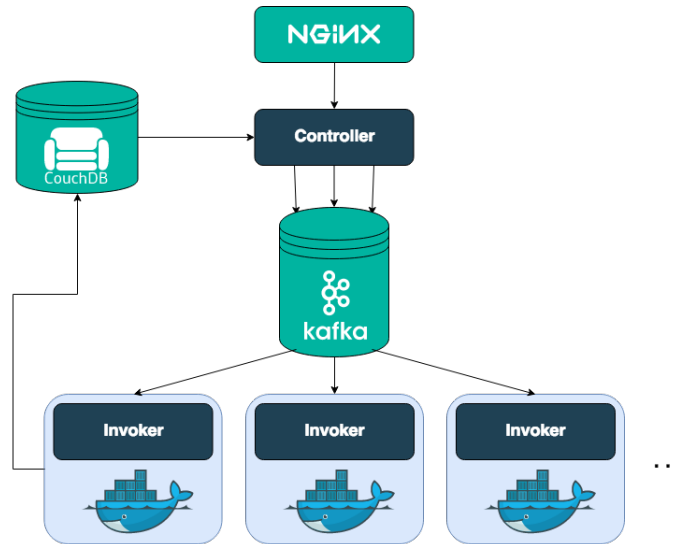 NGINX
Controller
CouchDB
kafka
Invoker
Invoker
Invoker
..